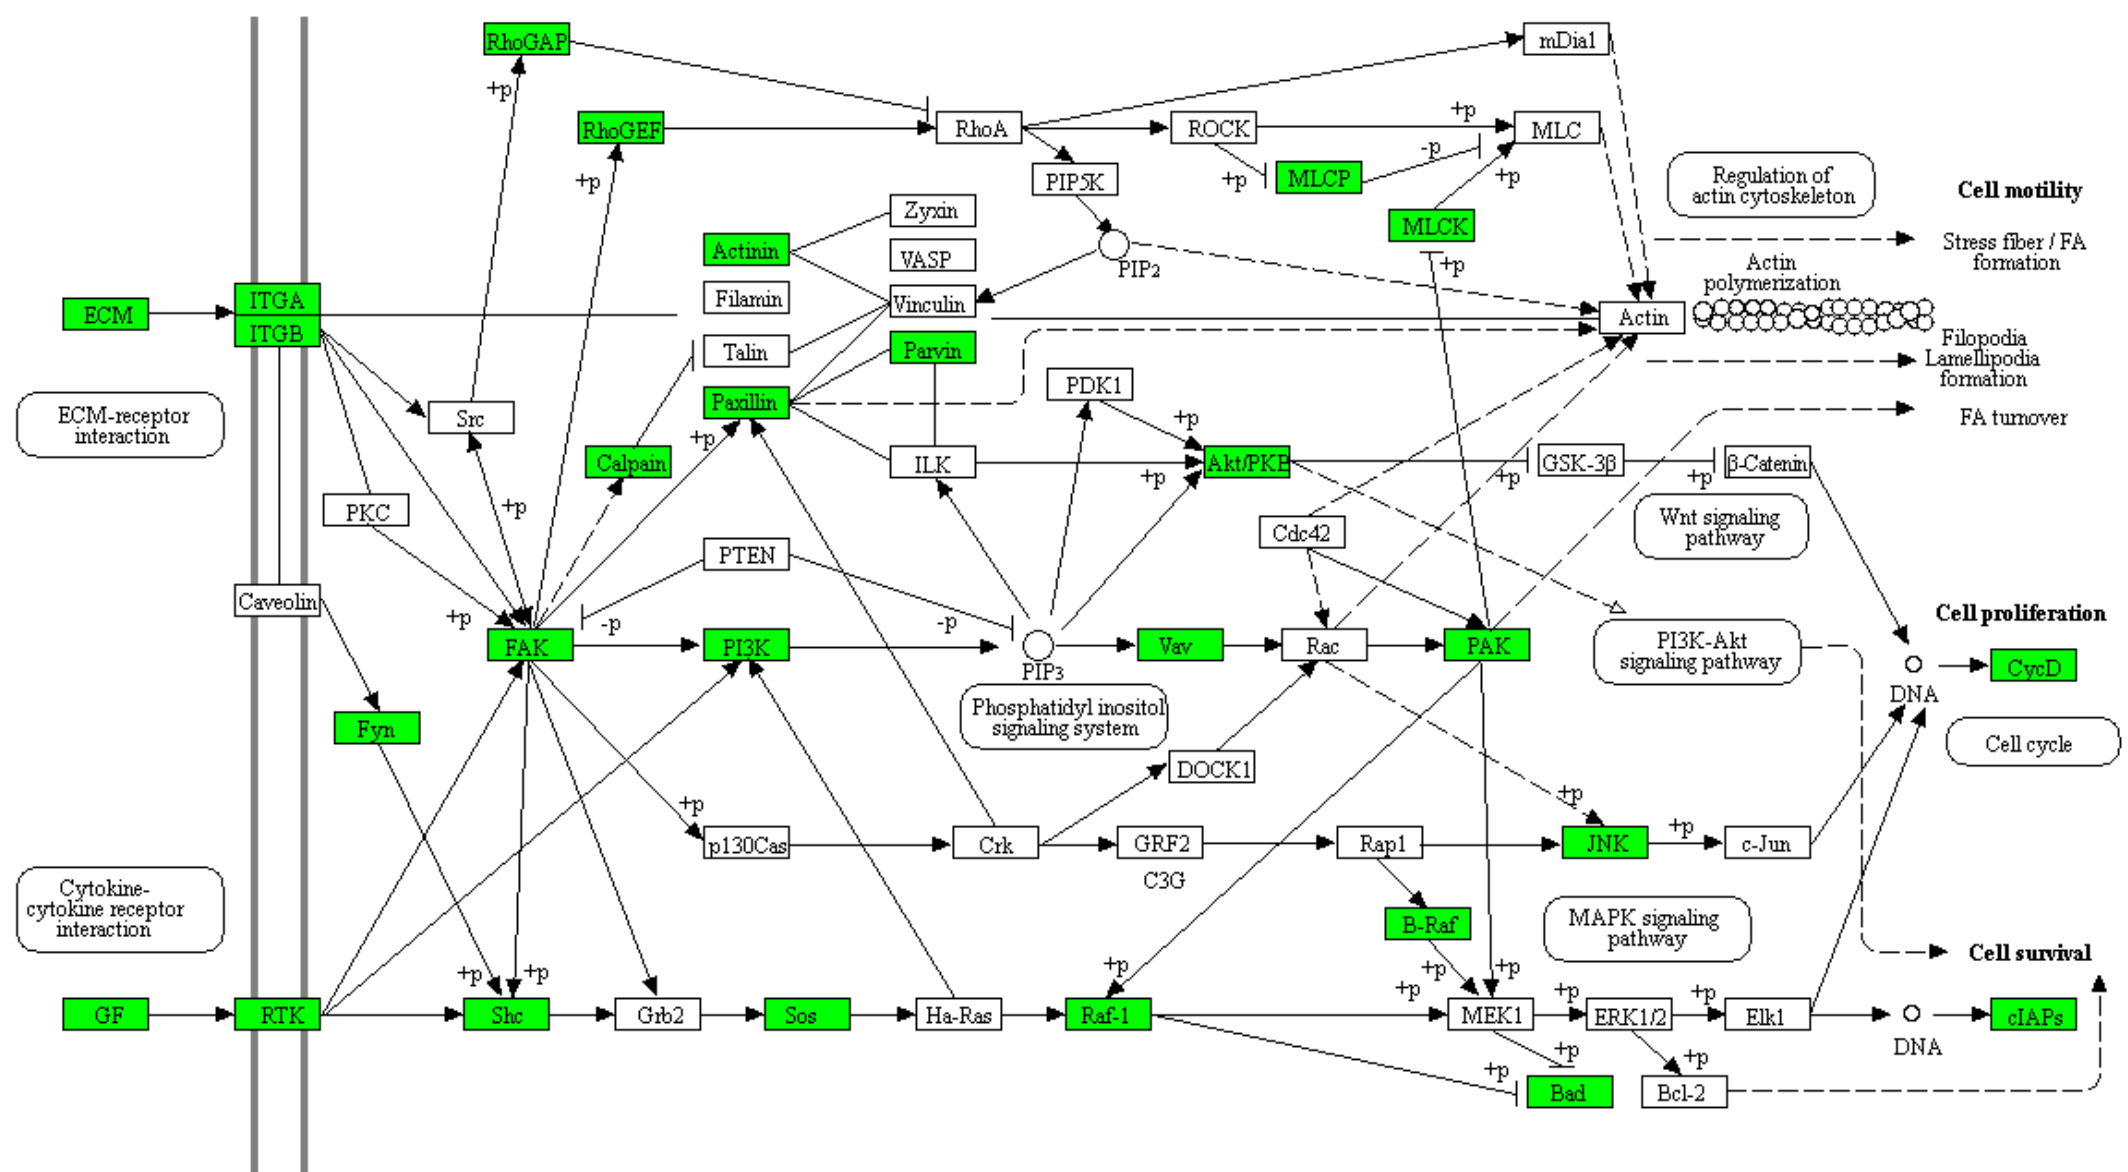 RhoGAP
mDia1
+p
RhoGEF
RhoA
ROCK
+p
MLC
+p
PIP5K
+p
MLCP
-p
+p
Regulation of
actin cytoskeleton
Cell motility
Zyxin
MLCK
Actinin
VASP
PIP2
+p
Stress fiber / FA
formation
Actin
polymerization
ECM
ITGA
ITGB
Filamin
Vinculin
Actin
Talin
Parvin
Filopodia
Lamellipodia
formation
PDK1
Paxillin
ECM-receptor
interaction
Src
+p
+p
FA turnover
Calpain
ILK
+p
Akt/PKB
GSK-3β
+p
+p
β-Catenin
PKC
+p
Cdc42
Wnt signaling
pathway
PTEN
Caveolin
+p
-p
-p
Cell proliferation
FAK
PI3K
PIP3
Vav
Rac
PAK
PI3K-Akt
signaling pathway
CycD
DNA
Phosphatidyl inositol
signaling system
Fyn
Cell cycle
DOCK1
+p
+p
p130Cas
Crk
GRF2
C3G
Rap1
JNK
+p
c-Jun
Cytokine-
cytokine receptor
interaction
B-Raf
MAPK signaling
pathway
Cell survival
+p
+p
+p
+p
+p
+p
+p
+p
GF
RTK
Shc
Grb2
Sos
Ha-Ras
Raf-1
MEK1
ERK1/2
Elk1
cIAPs
DNA
+p
+p
+p
Bad
Bcl-2